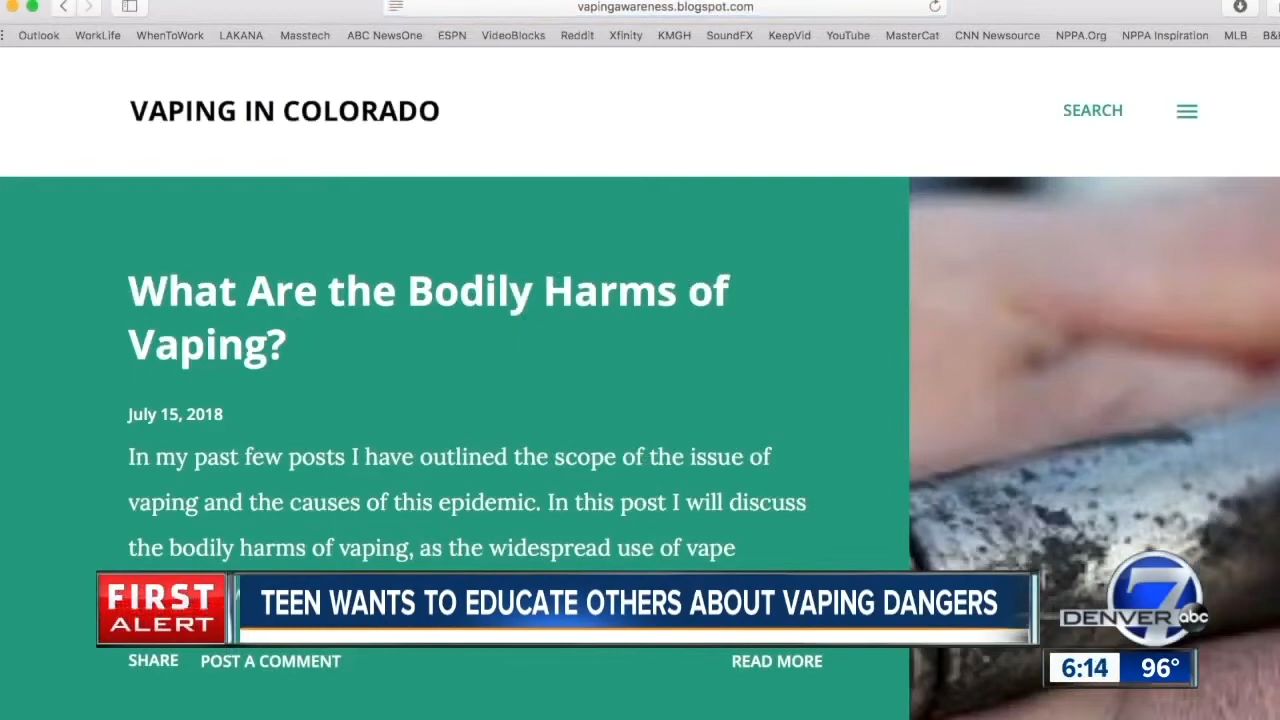 vapingawareness.blogspot.com
Outlook WorkLife WhenToWork LAKANA Masstech ABC NewsOne ESPN VideoBlocks Reddit Xfinity KMGH SoundFX KeepVid YouTube MasterCat CNN Newsource NPPA.Org NPPA Inspiration MLB
VAPING IN COLORADO
SEARCH
What Are the Bodily Harms of
Vaping?
July 15, 2018
In my past few posts I have outlined the scope of the issue of
vaping and the causes of this epidemic. In this post I will discuss
the bodily harms of vaping, as the widespread use of vape
FIRST
ALERT
TEEN WANTS TO EDUCATE OTHERS ABOUT VAPING DANGERS
DENVER 7 abc
SHARE POST A COMMENT READ MORE
6:14 96°